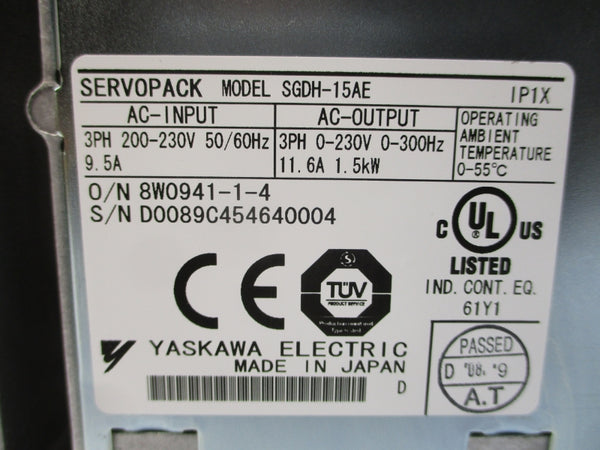 SERVOPACK MODEL SGDH-15AE IP1X
AC-INPUT
3PH 200-230V 50/60Hz
9.5A
AC-OUTPUT
3PH 0-230V 0-300Hz
11.6A 1.5kW
OPERATING
AMBIENT
TEMPERATURE
0-55℃
O/N 8W0941-1-4
S/N D0089C454640004
CE
TÜV
PRODUCT SERVICE
C UL ® US
LISTED
IND. CONT. EQ.
61Y1
YASKAWA ELECTRIC
MADE IN JAPAN
D
PASSED
D '08. '9
A.T